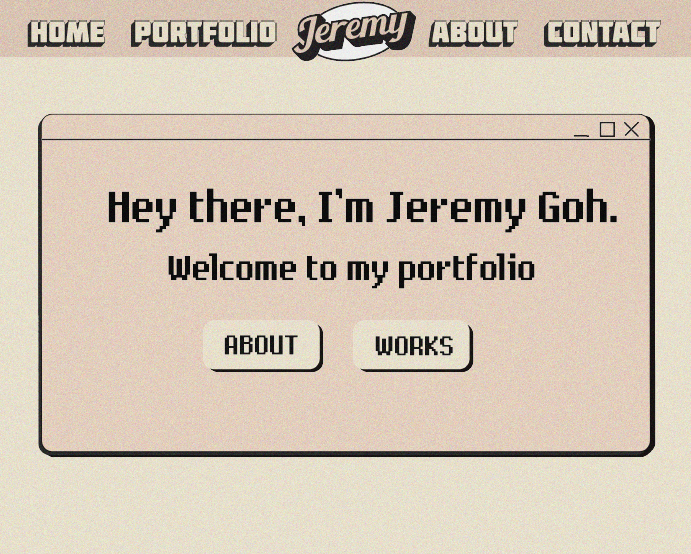 HOME PORTFOLIO Jeremy ABOUT CONTACT
Hey there, I'm Jeremy Goh.
Welcome to my portfolio
ABOUT WORKS